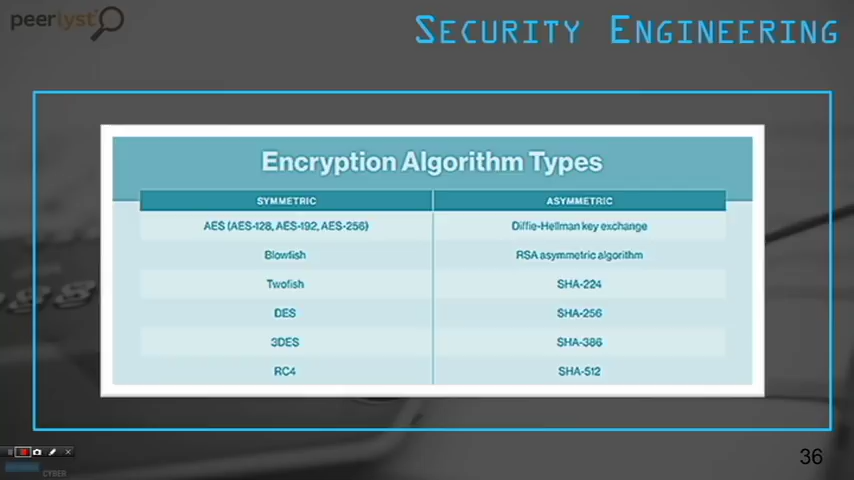 peerlyst
SECURITY ENGINEERING
Encryption Algorithm Types
SYMMETRIC
ASYMMETRIC
AES (AES-128, AES-192, AES-256)
Diffie-Hellman key exchange
Blowfish
RSA asymmetric algorithm
Twofish
SHA-224
DES
SHA-256
3DES
SHA-386
RC4
SHA-512
CYBER
36